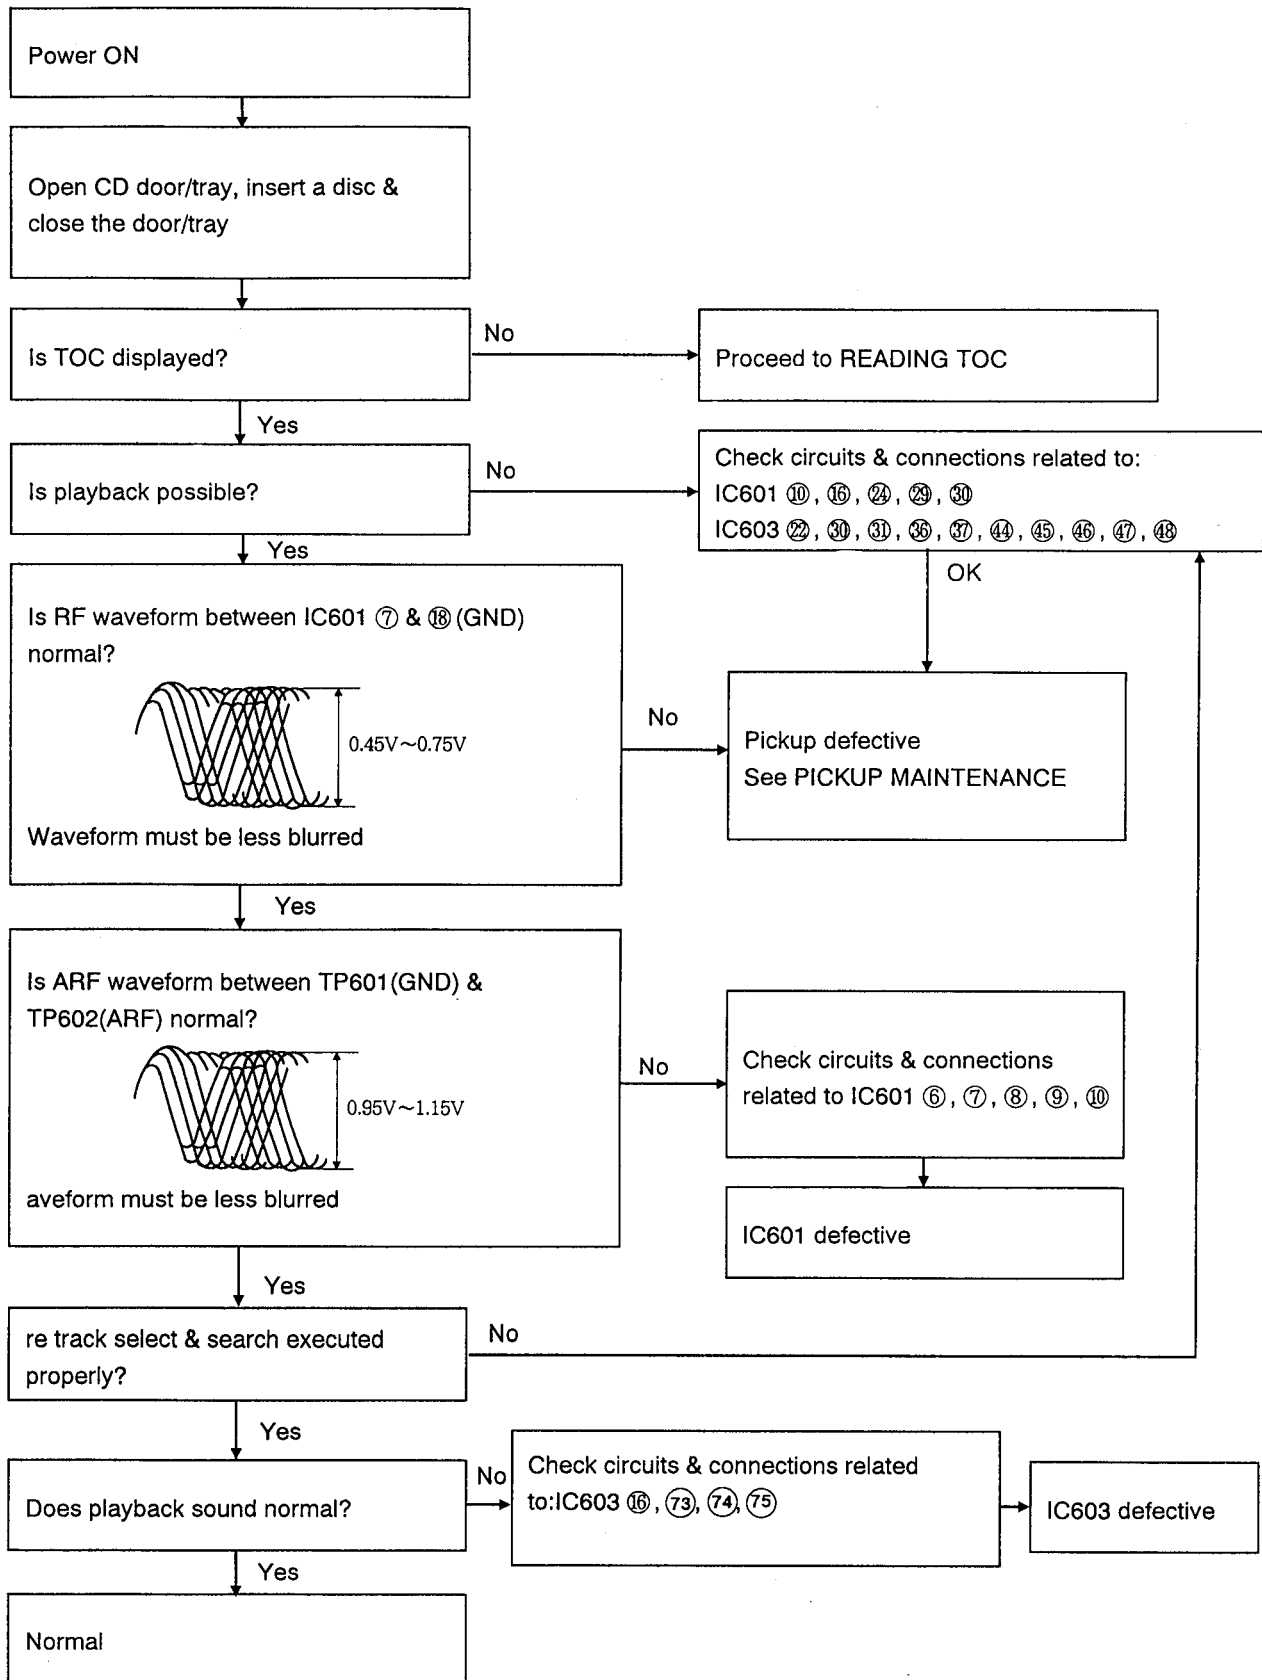 Power ON
Open CD door/tray, insert a disc &
close the door/tray
Is TOC displayed?
No
Proceed to READING TOC
Yes
Is playback possible?
No
Check circuits & connections related to:
IC601 ⑩, ⑯, ㉔, ㉙, ㉚
IC603 ㉒, ㉚, ㉛, ㊱, ㊲, ㊹, ㊺, ㊻, ㊼, ㊽
Yes
OK
Is RF waveform between IC601 ⑦ & ⑱ (GND)
normal?
0.45V~0.75V
Waveform must be less blurred
No
Pickup defective
See PICKUP MAINTENANCE
Yes
Is ARF waveform between TP601(GND) &
TP602(ARF) normal?
0.95V~1.15V
aveform must be less blurred
No
Check circuits & connections
related to IC601 ⑥, ⑦, ⑧, ⑨, ⑩
IC601 defective
Yes
re track select & search executed
properly?
No
Yes
Does playback sound normal?
No
Check circuits & connections related
to:IC603 ⑯, (73), (74), (75)
IC603 defective
Yes
Normal